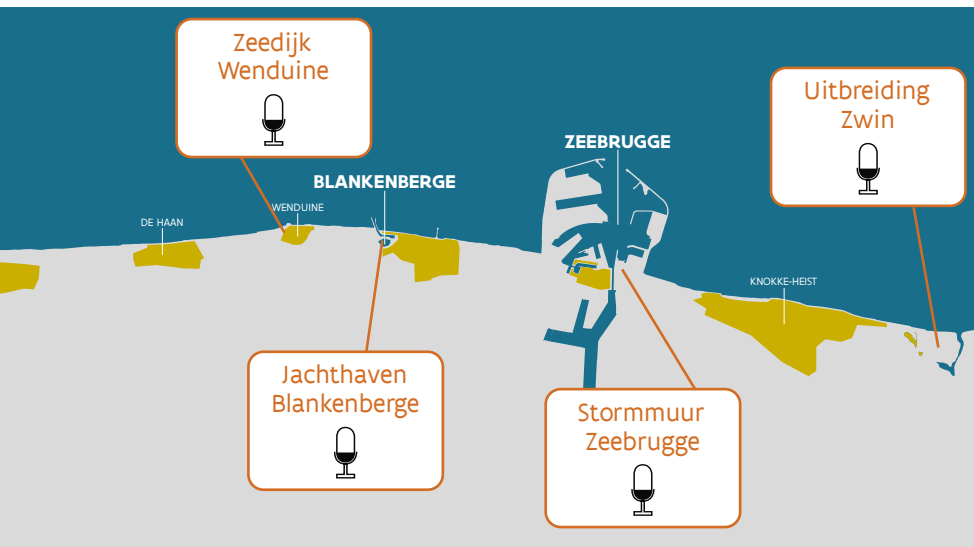 Zeedijk
Wenduine
Uitbreiding
Zwin
ZEEBRUGGE
BLANKENBERGE
WENDUINE
DE HAAN
KNOKKE-HEIST
Jachthaven
Blankenberge
Stormmuur
Zeebrugge